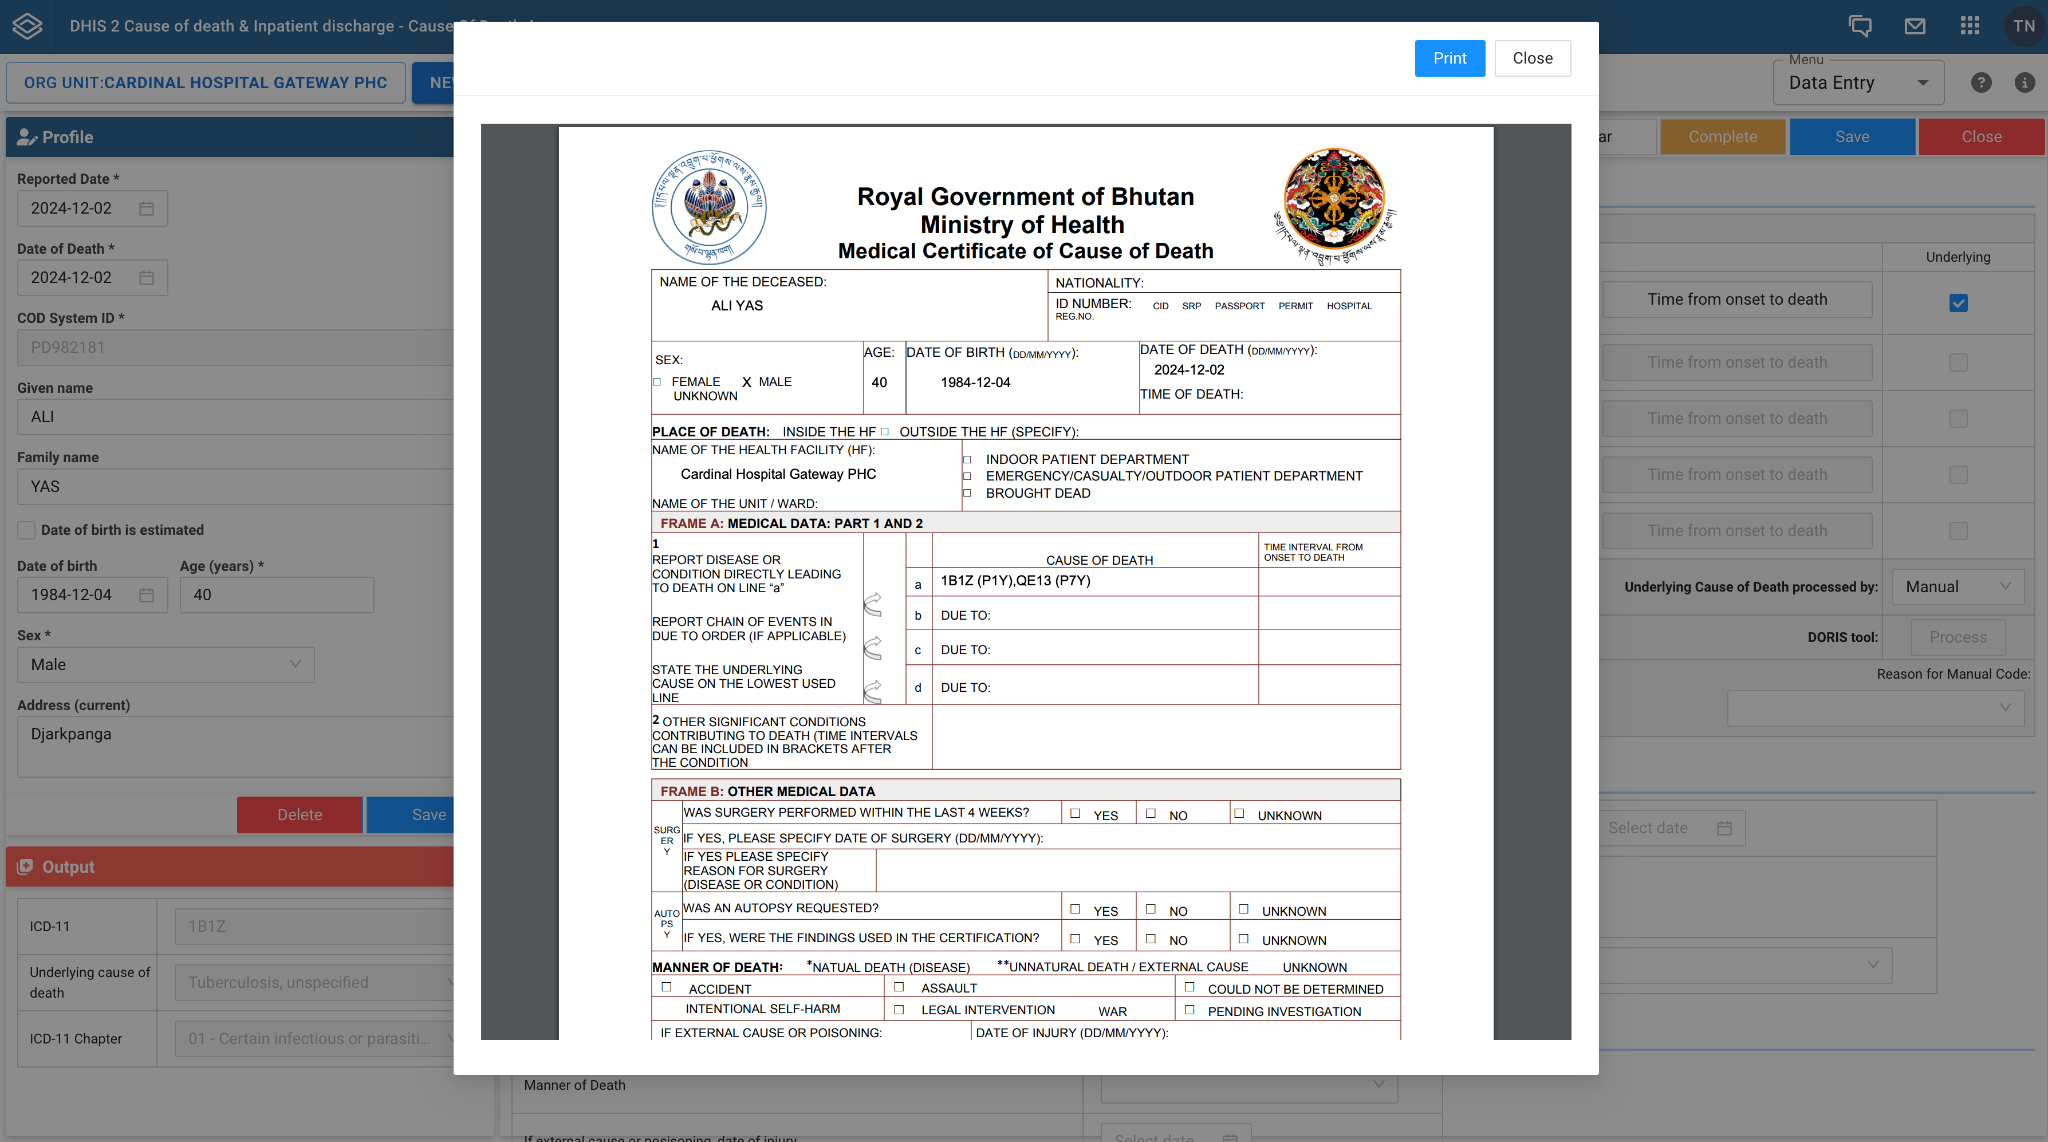 DHIS 2 Cause of death & Inpatient discharge - Cause
TN
ORG UNIT:CARDINAL HOSPITAL GATEWAY PHC
Menu
Data Entry
Profile
Complete
Save
Close
Reported Date *
2024-12-02
Date of Death *
2024-12-02
COD System ID *
PD982181
Given name
ALI
Family name
YAS
Date of birth is estimated
Date of birth
Age (years) *
1984-12-04
40
Sex *
Male
Address (current)
Djarkpanga
Delete
Save
Output
ICD-11
1B1Z
Underlying cause of
death
Tuberculosis, unspecified
ICD-11 Chapter
01 - Certain infectious or parasiti...
Print
Close
Royal Government of Bhutan
Ministry of Health
Medical Certificate of Cause of Death
NAME OF THE DECEASED:
ALI YAS
NATIONALITY:
ID NUMBER: CID SRP PASSPORT PERMIT HOSPITAL
REG.NO.
SEX:
FEMALE X MALE
UNKNOWN
AGE:
40
DATE OF BIRTH (DD/MM/YYYY):
1984-12-04
DATE OF DEATH (DD/MM/YYYY):
2024-12-02
TIME OF DEATH:
PLACE OF DEATH: INSIDE THE HF OUTSIDE THE HF (SPECIFY):
NAME OF THE HEALTH FACILITY (HF):
Cardinal Hospital Gateway PHC
NAME OF THE UNIT / WARD:
INDOOR PATIENT DEPARTMENT
EMERGENCY/CASUALTY/OUTDOOR PATIENT DEPARTMENT
BROUGHT DEAD
FRAME A: MEDICAL DATA: PART 1 AND 2
1
REPORT DISEASE OR
CONDITION DIRECTLY LEADING
TO DEATH ON LINE “a”
REPORT CHAIN OF EVENTS IN
DUE TO ORDER (IF APPLICABLE)
STATE THE UNDERLYING
CAUSE ON THE LOWEST USED
LINE
CAUSE OF DEATH
TIME INTERVAL FROM
ONSET TO DEATH
a 1B1Z (P1Y),QE13 (P7Y)
b DUE TO:
c DUE TO:
d DUE TO:
2 OTHER SIGNIFICANT CONDITIONS
CONTRIBUTING TO DEATH (TIME INTERVALS
CAN BE INCLUDED IN BRACKETS AFTER
THE CONDITION
FRAME B: OTHER MEDICAL DATA
SURG
ER
Y
WAS SURGERY PERFORMED WITHIN THE LAST 4 WEEKS? YES NO UNKNOWN
IF YES, PLEASE SPECIFY DATE OF SURGERY (DD/MM/YYYY):
IF YES PLEASE SPECIFY
REASON FOR SURGERY
(DISEASE OR CONDITION)
AUTO
PS
Y
WAS AN AUTOPSY REQUESTED? YES NO UNKNOWN
IF YES, WERE THE FINDINGS USED IN THE CERTIFICATION? YES NO UNKNOWN
MANNER OF DEATH: *NATUAL DEATH (DISEASE) **UNNATURAL DEATH / EXTERNAL CAUSE UNKNOWN
ACCIDENT ASSAULT COULD NOT BE DETERMINED
INTENTIONAL SELF-HARM LEGAL INTERVENTION WAR PENDING INVESTIGATION
IF EXTERNAL CAUSE OR POISONING: DATE OF INJURY (DD/MM/YYYY):
Underlying
Time from onset to death
Time from onset to death
Time from onset to death
Time from onset to death
Time from onset to death
Underlying Cause of Death processed by:
Manual
DORIS tool:
Process
Reason for Manual Code:
Select date
Manner of Death
If external cause or posisoning, date of injury
Select date